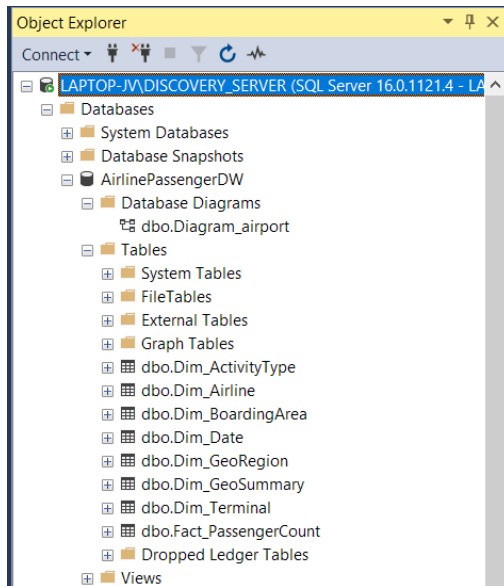 Object Explorer
Connect
LAPTOP-JV\DISCOVERY_SERVER (SQL Server 16.0.1121.4 - LA
Databases
System Databases
Database Snapshots
AirlinePassengerDW
Database Diagrams
dbo.Diagram_airport
Tables
System Tables
FileTables
External Tables
Graph Tables
dbo.Dim_ActivityType
dbo.Dim_Airline
dbo.Dim_BoardingArea
dbo.Dim_Date
dbo.Dim_GeoRegion
dbo.Dim_GeoSummary
dbo.Dim_Terminal
dbo.Fact_PassengerCount
Dropped Ledger Tables
Views